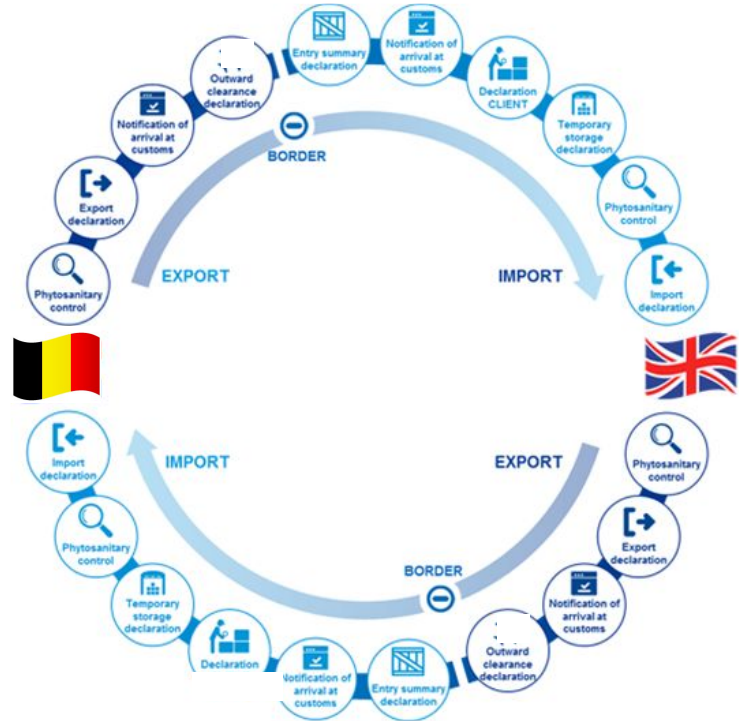 Entry summary
declaration
Notification of
arrival at
customs
Outward
clearance
declaration
Declaration
CLIENT
Notification of
arrival at
customs
Temporary
storage
declaration
BORDER
Export
declaration
Phytosanitary
control
EXPORT
IMPORT
Phytosanitary
control
Import
declaration
Import
declaration
IMPORT
EXPORT
Phytosanitary
control
Phytosanitary
control
Export
declaration
BORDER
Temporary
storage
declaration
Notification of
arrival at
customs
Declaration
Outward
clearance
declaration
Notification of
arrival at
customs
Entry summary
declaration